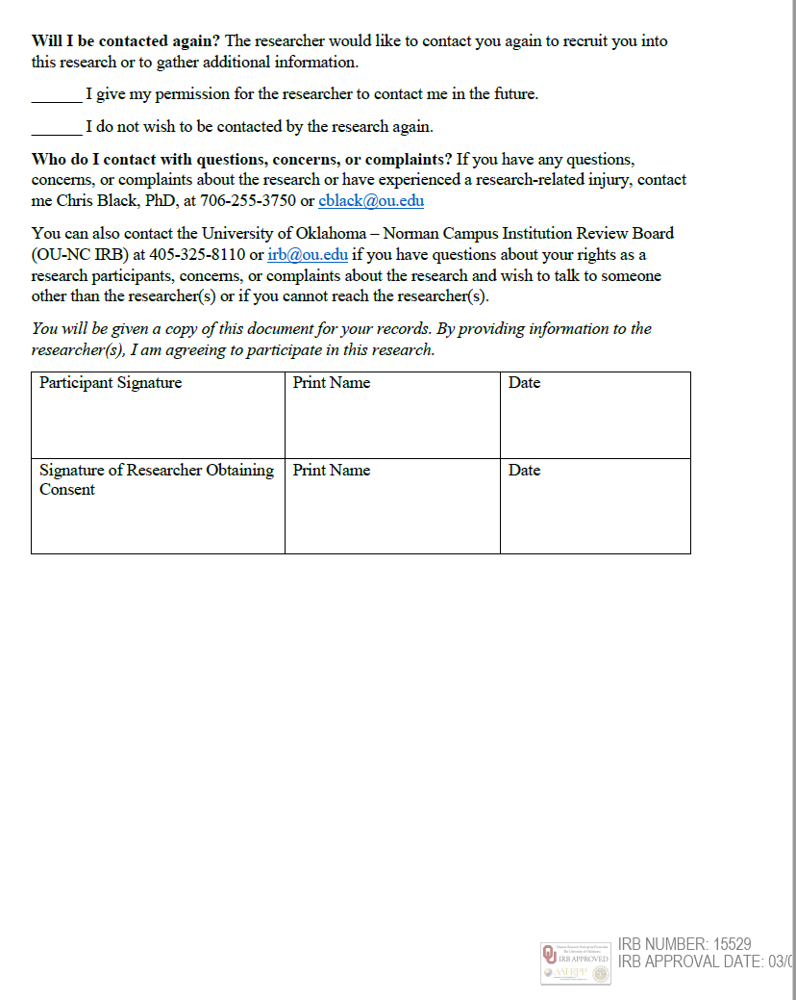 Will I be contacted again? The researcher would like to contact you again to recruit you into
this research or to gather additional information.
______ I give my permission for the researcher to contact me in the future.
______ I do not wish to be contacted by the research again.
Who do I contact with questions, concerns, or complaints? If you have any questions,
concerns, or complaints about the research or have experienced a research-related injury, contact
me Chris Black, PhD, at 706-255-3750 or cblack@ou.edu
You can also contact the University of Oklahoma – Norman Campus Institution Review Board
(OU-NC IRB) at 405-325-8110 or irb@ou.edu if you have questions about your rights as a
research participants, concerns, or complaints about the research and wish to talk to someone
other than the researcher(s) or if you cannot reach the researcher(s).
You will be given a copy of this document for your records. By providing information to the
researcher(s), I am agreeing to participate in this research.
Participant Signature Print Name Date
Signature of Researcher Obtaining Print Name Date
Consent
IRB NUMBER: 15529
IRB APPROVED
IRB APPROVAL DATE: 03/
AAHRPP